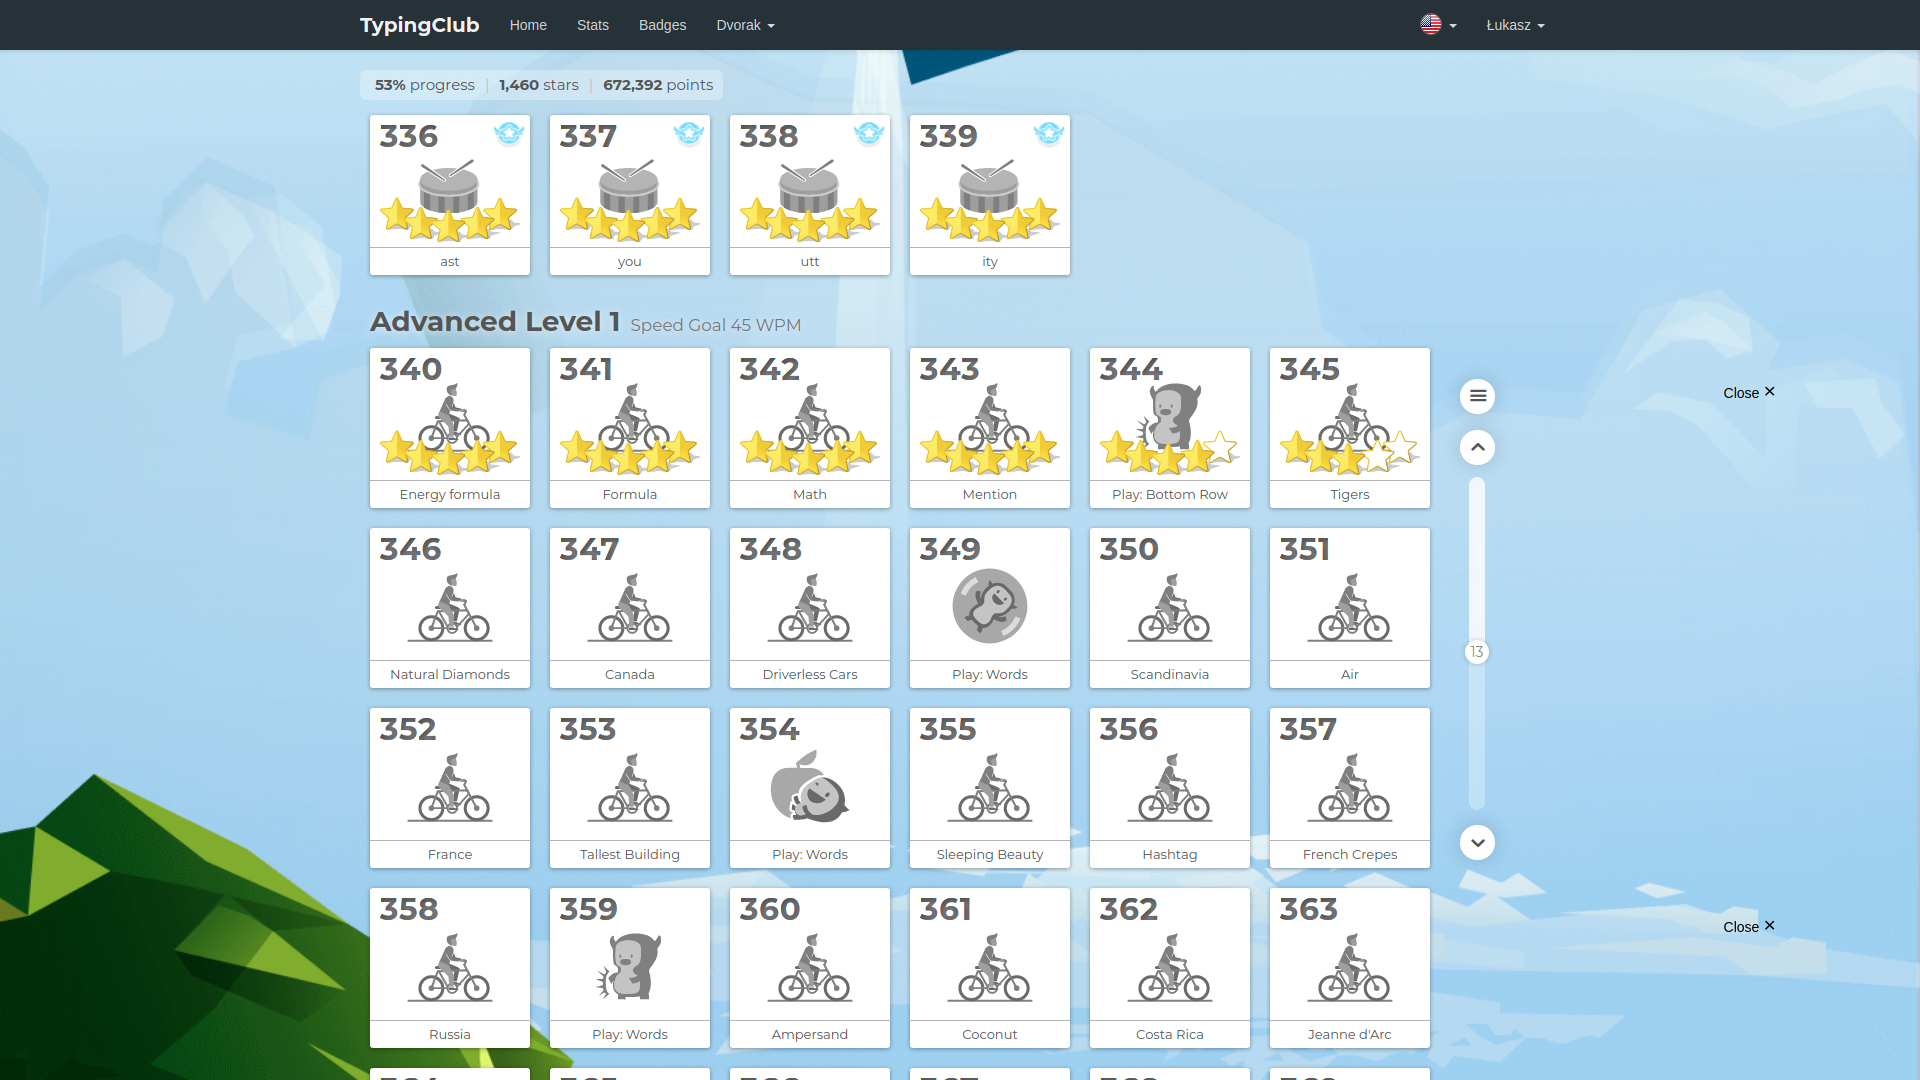 TypingClub Home Stats Badges Dvorak Łukasz
53% progress | 1,460 stars | 672,392 points
336 337 338 339
ast you utt ity
Advanced Level 1 Speed Goal 45 WPM
340 341 342 343 344 345
Close ×
Energy formula Formula Math Mention Play: Bottom Row Tigers
346 347 348 349 350 351
13
Natural Diamonds Canada Driverless Cars Play: Words Scandinavia Air
352 353 354 355 356 357
France Tallest Building Play: Words Sleeping Beauty Hashtag French Crepes
358 359 360 361 362 363
Close ×
Russia Play: Words Ampersand Coconut Costa Rica Jeanne d'Arc